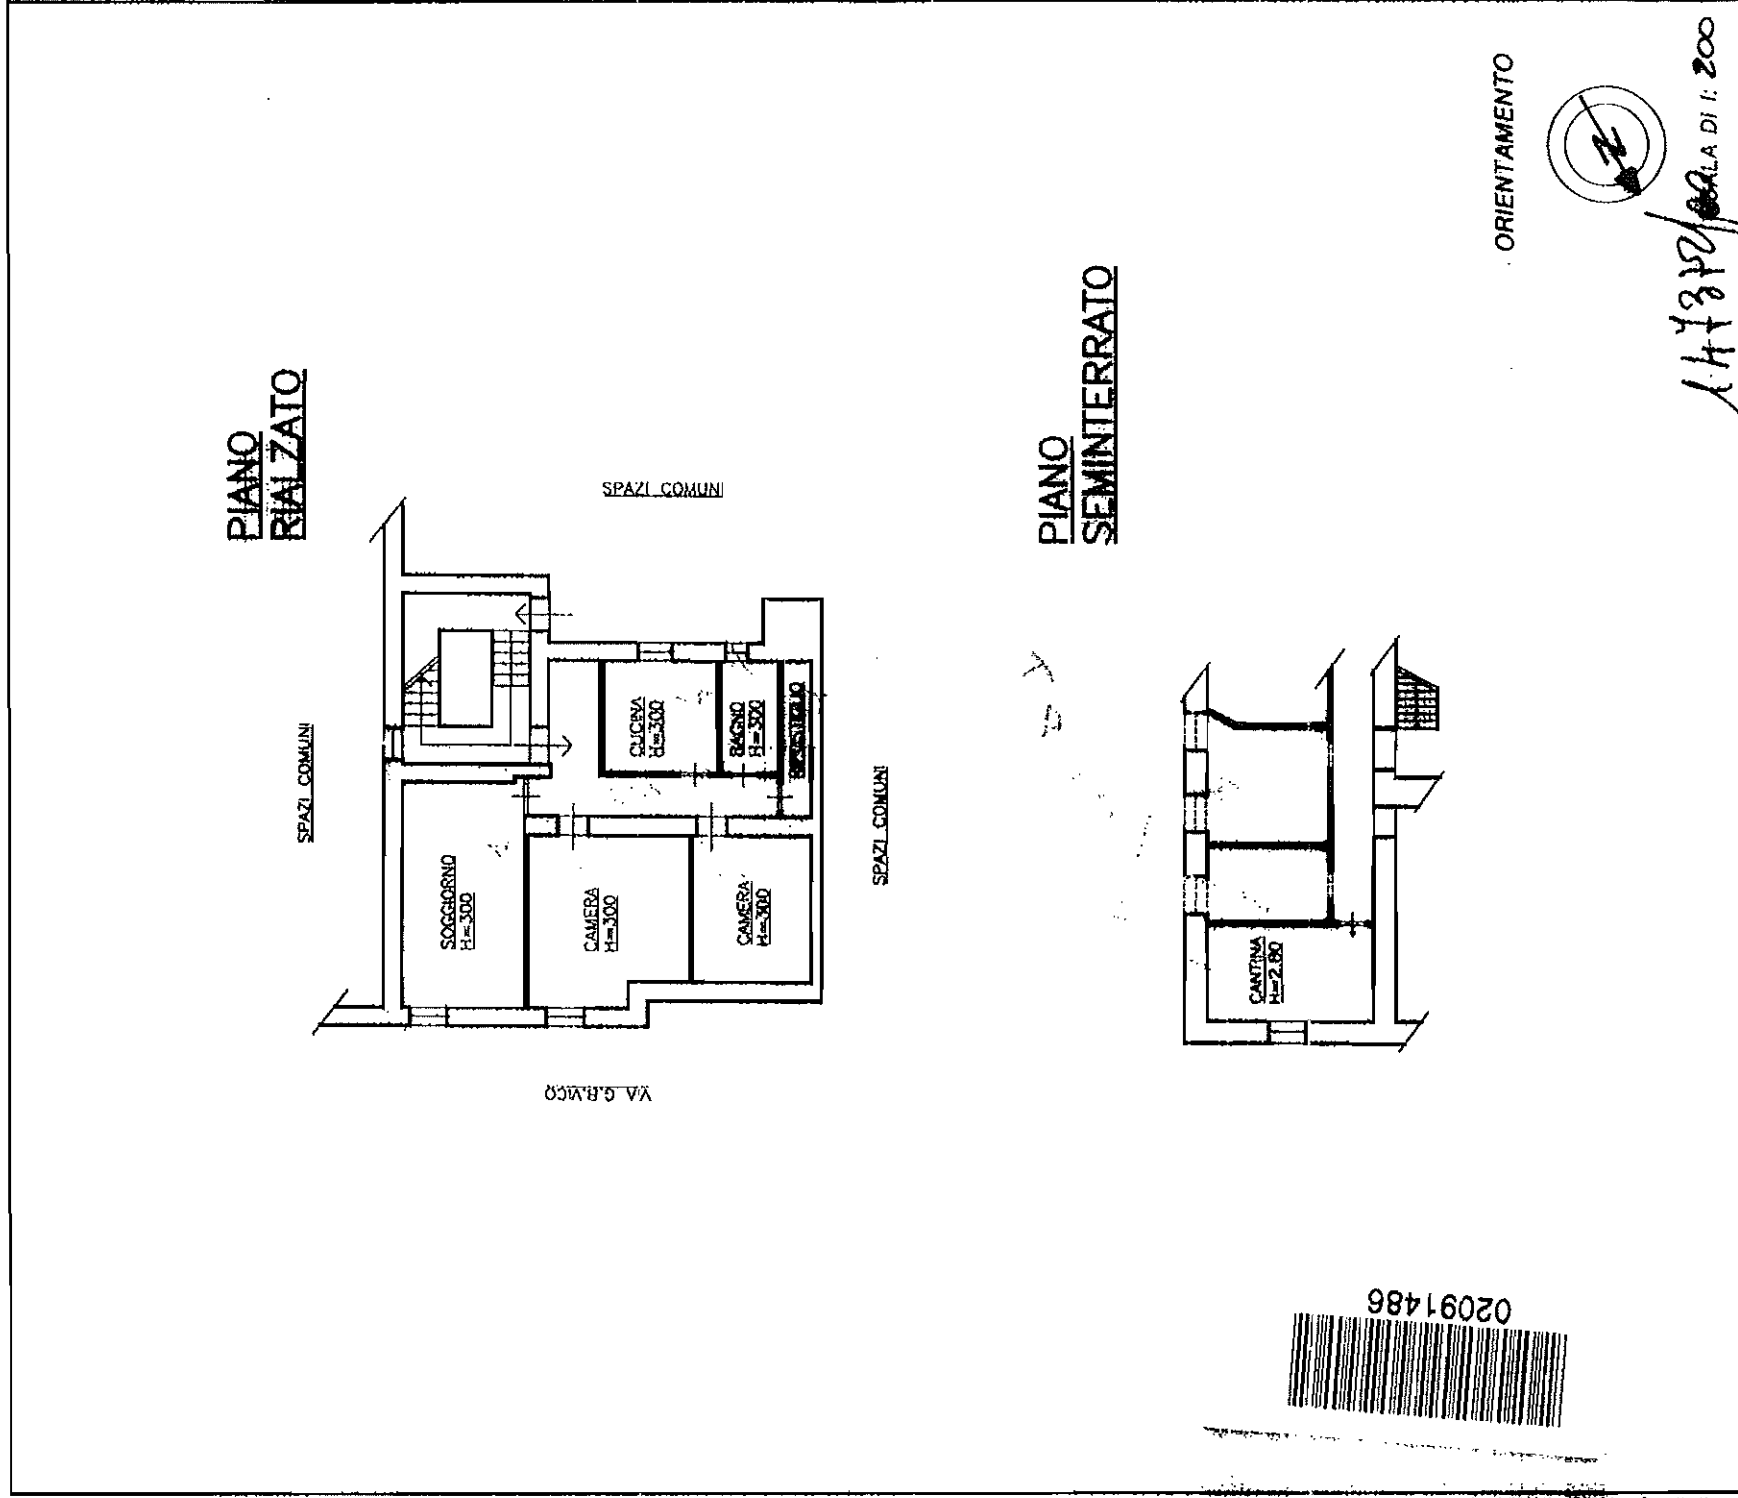 PIANO
RIALZATO
SPAZI COMUNI
SPAZI COMUNI
SPAZI COMUNI
SOGGIORNO
H=300
CAMERA
H=300
CAMERA
H=300
CUCINA
H=300
BAGNO
H=300
VIA G.B.VICO
PIANO
SEMINTERRATO
CANTINA
H=2.80
ORIENTAMENTO
N
SCALA DI 1: 200
02091486